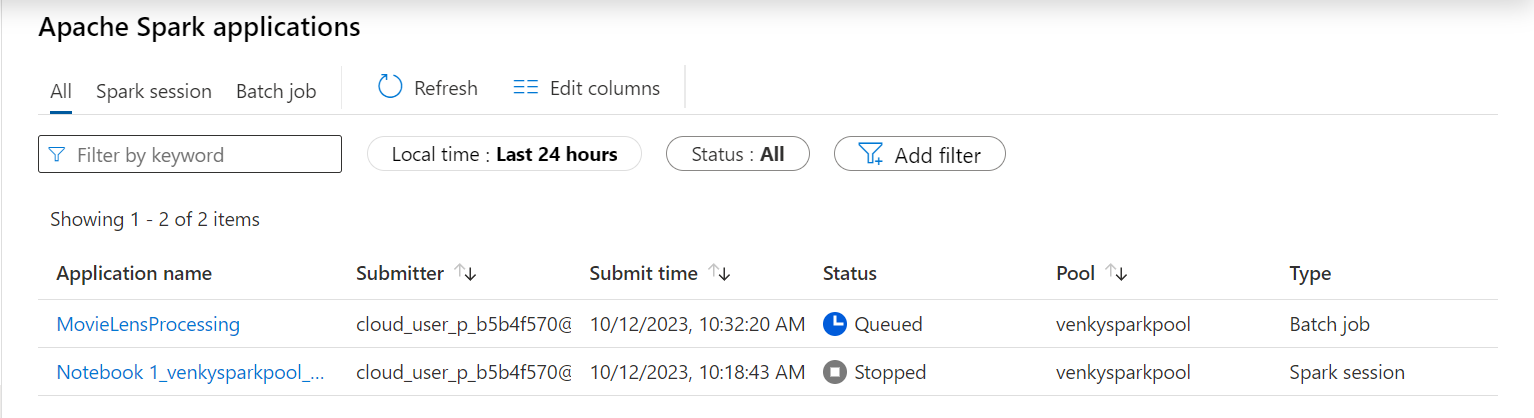 Apache Spark applications
All Spark session Batch job Refresh Edit columns
Filter by keyword Local time : Last 24 hours Status : All Add filter
Showing 1 - 2 of 2 items
Application name Submitter Submit time Status Pool Type
MovieLensProcessing cloud_user_p_b5b4f570@ 10/12/2023, 10:32:20 AM Queued venkysparkpool Batch job
Notebook 1_venkysparkpool_... cloud_user_p_b5b4f570@ 10/12/2023, 10:18:43 AM Stopped venkysparkpool Spark session